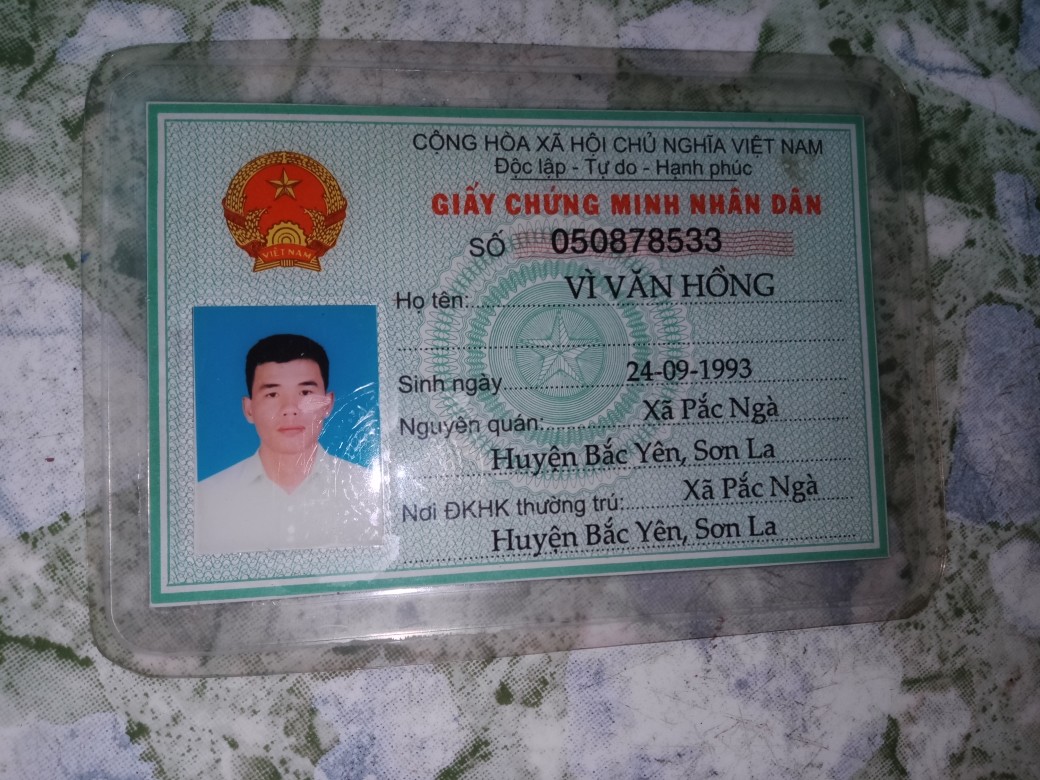 CỘNG HÒA XÃ HỘI CHỦ NGHĨA VIỆT NAM
Độc lập - Tự do - Hạnh phúc
GIẤY CHỨNG MINH NHÂN DÂN
SỐ 050878533
VIỆT NAM
Họ tên: VÌ VĂN HỒNG
Sinh ngày 24-09-1993
Nguyên quán: Xã Pắc Ngà
Huyện Bắc Yên, Sơn La
Nơi ĐKHK thường trú: Xã Pắc Ngà
Huyện Bắc Yên, Sơn La